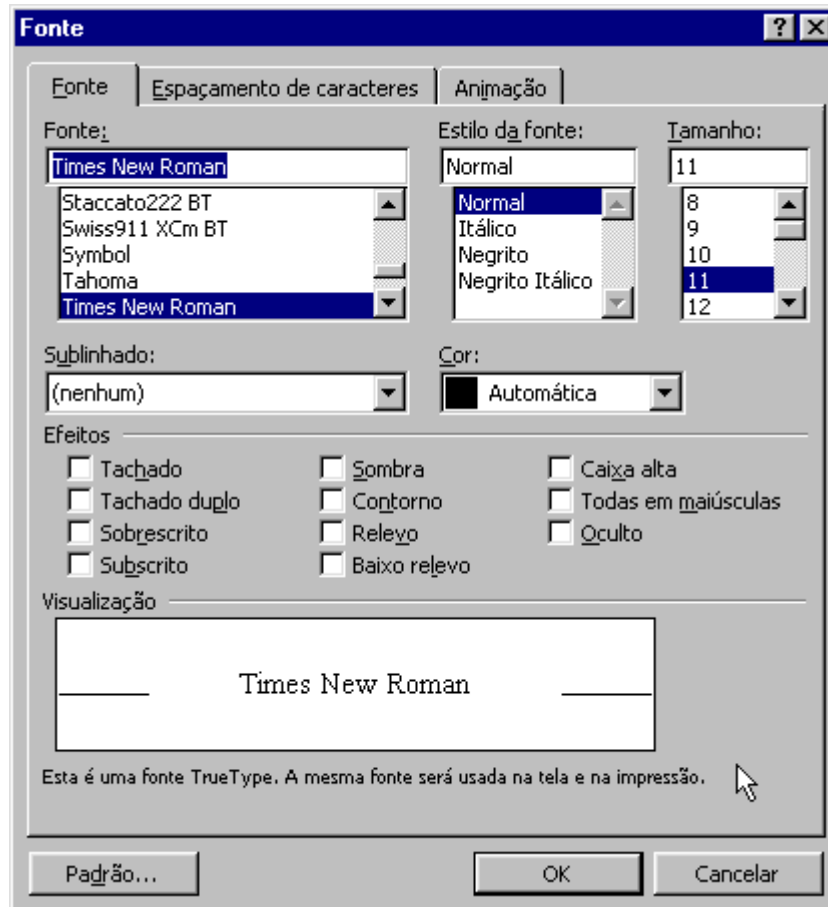 Fonte
Fonte Espaçamento de caracteres Animação
Fonte: Estilo da fonte: Tamanho:
Times New Roman Normal 11
Staccato222 BT Normal 8
Swiss911 XCm BT Itálico 9
Symbol Negrito 10
Tahoma Negrito Itálico 11
Times New Roman 12
Sublinhado: Cor:
(nenhum) Automática
Efeitos
Tachado Sombra Caixa alta
Tachado duplo Contorno Todas em maiúsculas
Sobrescrito Relevo Oculto
Subscrito Baixo relevo
Visualização
Times New Roman
Esta é uma fonte TrueType. A mesma fonte será usada na tela e na impressão.
Padrão... OK Cancelar